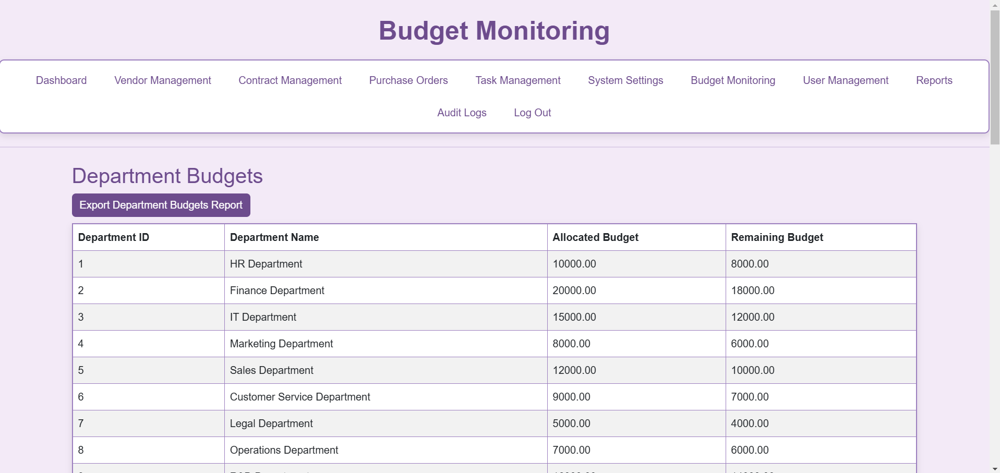 Budget Monitoring
Dashboard Vendor Management Contract Management Purchase Orders Task Management System Settings Budget Monitoring User Management Reports
Audit Logs Log Out
Department Budgets
Export Department Budgets Report
Department ID Department Name Allocated Budget Remaining Budget
1 HR Department 10000.00 8000.00
2 Finance Department 20000.00 18000.00
3 IT Department 15000.00 12000.00
4 Marketing Department 8000.00 6000.00
5 Sales Department 12000.00 10000.00
6 Customer Service Department 9000.00 7000.00
7 Legal Department 5000.00 4000.00
8 Operations Department 7000.00 6000.00